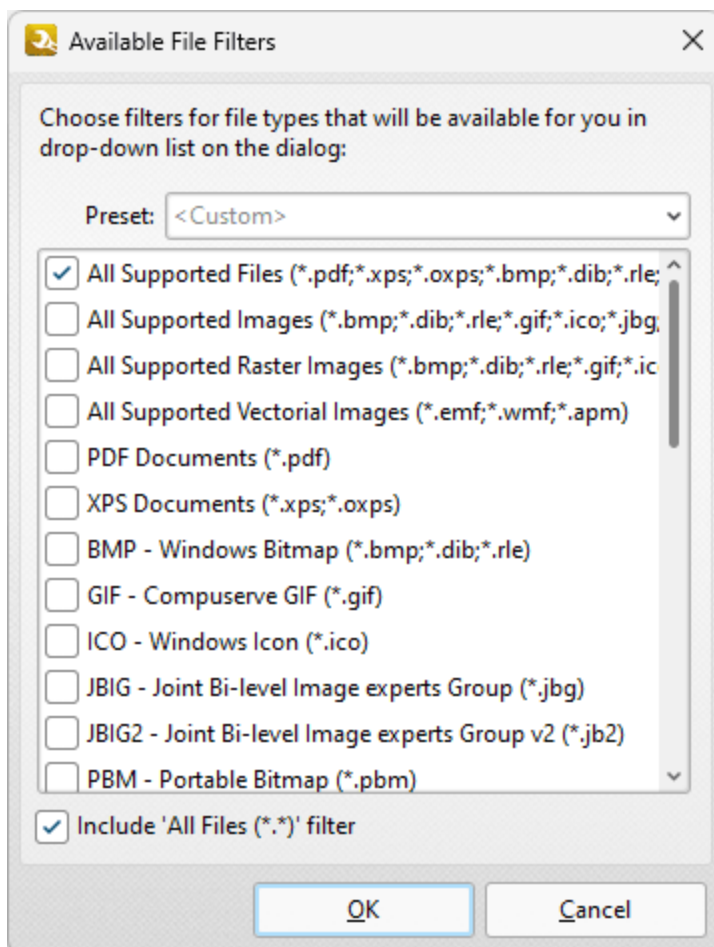 Available File Filters
Choose filters for file types that will be available for you in
drop-down list on the dialog:
Preset: <Custom>
All Supported Files (*.pdf;*.xps;*.oxps;*.bmp;*.dib;*.rle;
All Supported Images (*.bmp;*.dib;*.rle;*.gif;*.ico;*.jbg;
All Supported Raster Images (*.bmp;*.dib;*.rle;*.gif;*.ic
All Supported Vectorial Images (*.emf;*.wmf;*.apm)
PDF Documents (*.pdf)
XPS Documents (*.xps;*.oxps)
BMP - Windows Bitmap (*.bmp;*.dib;*.rle)
GIF - Compuserve GIF (*.gif)
ICO - Windows Icon (*.ico)
JBIG - Joint Bi-level Image experts Group (*.jbg)
JBIG2 - Joint Bi-level Image experts Group v2 (*.jb2)
PBM - Portable Bitmap (*.pbm)
Include 'All Files (*.*)' filter
OK Cancel